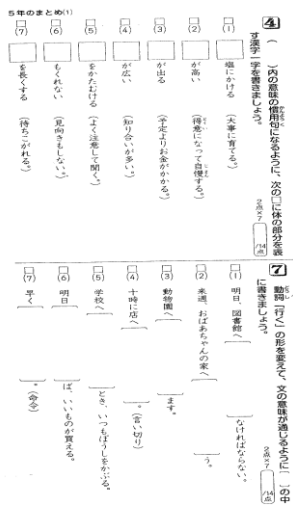 5年のまとめ(1)
4 ( )内の意味の慣用句になるように、次の□に体の部分を表
す漢字一字を書きましょう。
2点×7 /14点
(1) □塩にかける (大事に育てる。)
(2) □が高い (得意になって自慢する。)
(3) □が出る (予定よりお金がかかる。)
(4) □が広い (知り合いが多い。)
(5) □をかたむける (よく注意して聞く。)
(6) □もくれない (見向きもしない。)
(7) □を長くする (待ちこがれる。)
7 動詞「行く」の形を変えて、文の意味が通じるように〔 〕の中
に書きましょう。
2点×7 /14点
(1) 明日、図書館へ〔 〕なければならない。
(2) 来週、おばあちゃんの家へ〔 〕う。
(3) 動物園へ〔 〕ます。
(4) 十時に店へ〔 〕。(言い切り)
(5) 学校へ〔 〕とき、いつもぼうしをかぶる。
(6) 明日〔 〕ば、いいものが買える。
(7) 早く〔 〕。(命令)